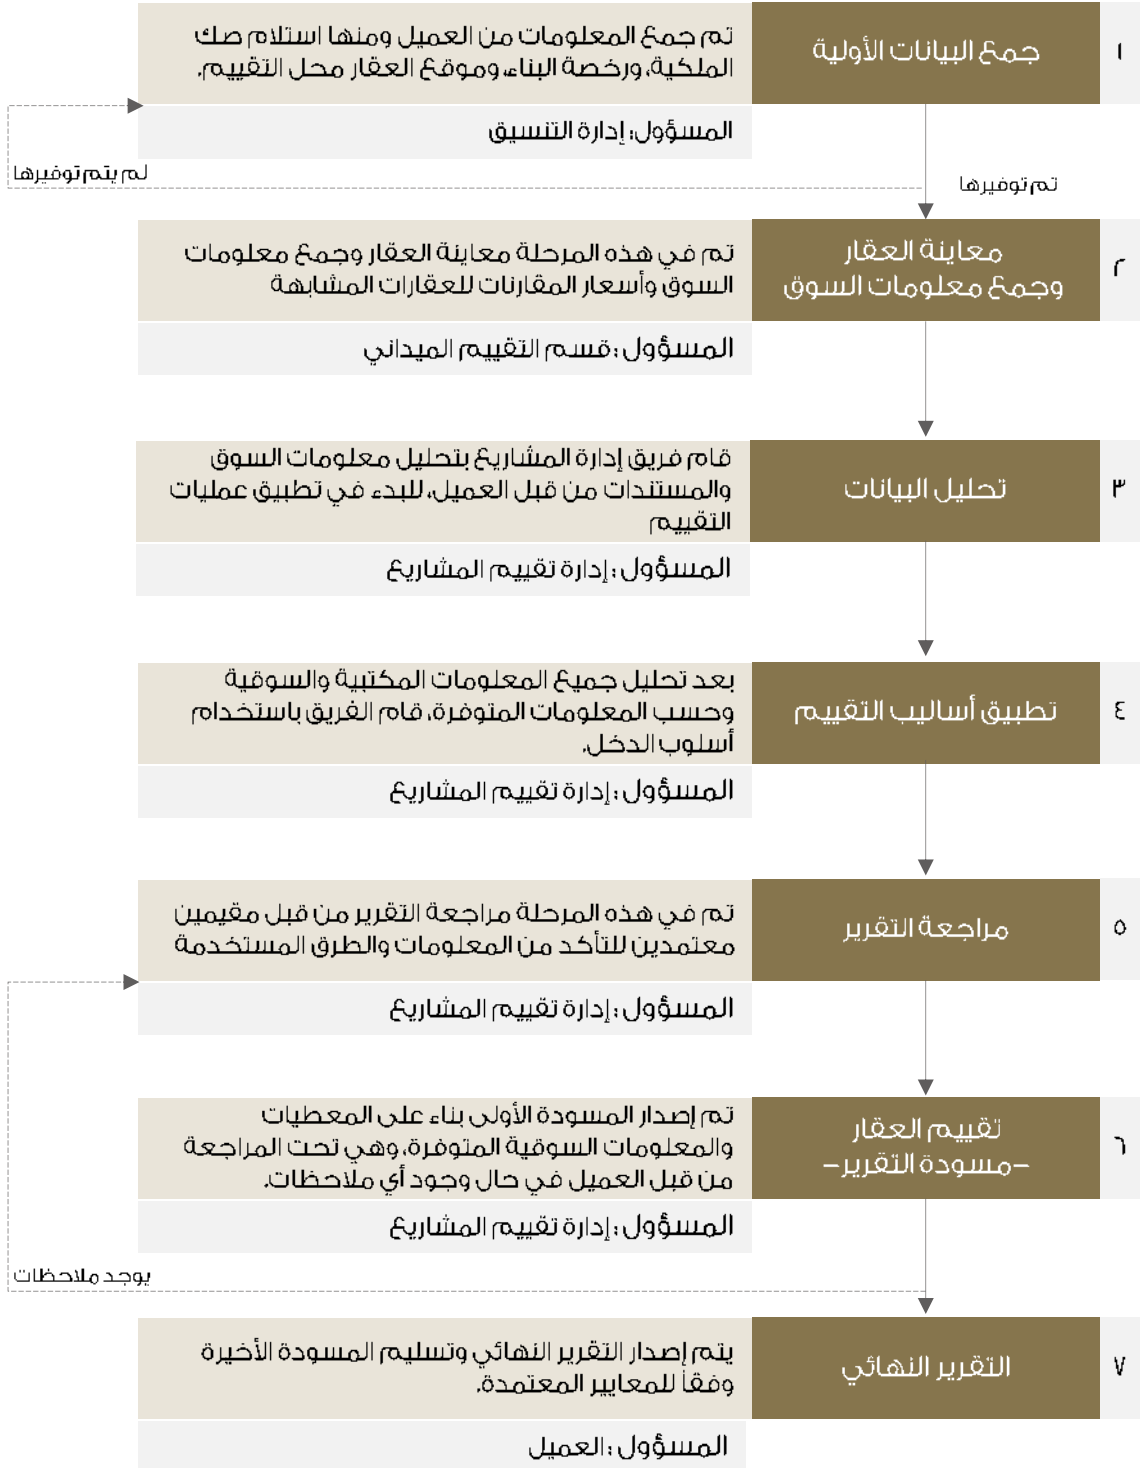 ١
جمع البيانات الأولية
تم جمع المعلومات من العميل ومنها استلام صك
الملكية، ورخصة البناء، وموقع العقار محل التقييم.
المسؤول: إدارة التنسيق
لم يتم توفيرها
تم توفيرها
٢
معاينة العقار
وجمع معلومات السوق
تم في هذه المرحلة معاينة العقار وجمع معلومات
السوق وأسعار المقارنات للعقارات المشابهة
المسؤول : قسم التقييم الميداني
٣
تحليل البيانات
قام فريق إدارة المشاريع بتحليل معلومات السوق
والمستندات من قبل العميل، للبدء في تطبيق عمليات
التقييم
المسؤول : إدارة تقييم المشاريع
٤
تطبيق أساليب التقييم
بعد تحليل جميع المعلومات المكتبية والسوقية
وحسب المعلومات المتوفرة، قام الفريق باستخدام
أسلوب الدخل.
المسؤول : إدارة تقييم المشاريع
٥
مراجعة التقرير
تم في هذه المرحلة مراجعة التقرير من قبل مقيمين
معتمدين للتأكد من المعلومات والطرق المستخدمة
المسؤول : إدارة تقييم المشاريع
٦
تقييم العقار
-مسودة التقرير-
تم إصدار المسودة الأولى بناء على المعطيات
والمعلومات السوقية المتوفرة، وهي تحت المراجعة
من قبل العميل في حال وجود أي ملاحظات.
المسؤول : إدارة تقييم المشاريع
يوجد ملاحظات
٧
التقرير النهائي
يتم إصدار التقرير النهائي وتسليم المسودة الأخيرة
وفقاً للمعايير المعتمدة.
المسؤول : العميل